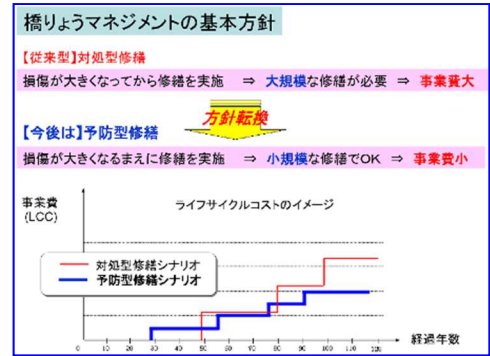 橋りょうマネジメントの基本方針
【従来型】対処型修繕
損傷が大きくなってから修繕を実施 ⇒ 大規模な修繕が必要 ⇒ 事業費大
方針転換
【今後は】予防型修繕
損傷が大きくなるまえに修繕を実施 ⇒ 小規模な修繕でOK ⇒ 事業費小
事業費
(LCC)
ライフサイクルコストのイメージ
対処型修繕シナリオ
予防型修繕シナリオ
0 10 20 30 40 50 60 70 80 90 100 110 120
経過年数